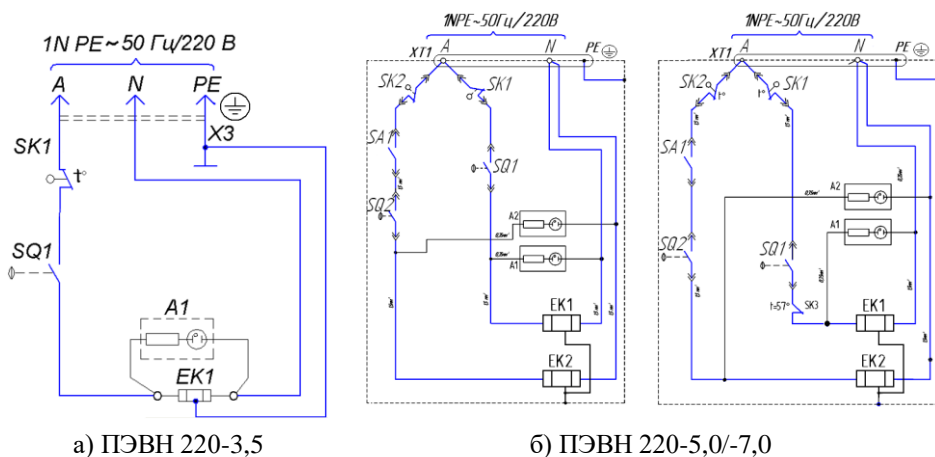 1N PE~50 Гц/220 В
A N PE
X3
SK1
t°
SQ1
A1
EK1
а) ПЭВН 220-3,5
1NPE~50Гц/220В
XT1 A N PE
SK2 SK1
SA1
SQ1
SQ2
A2
A1
EK1
EK2
1NPE~50Гц/220В
XT1 A N PE
SK2 SK1
t° t°
SA1
A2
A1
SQ2 SQ1
t=57° SK3
EK1
EK2
б) ПЭВН 220-5,0/-7,0